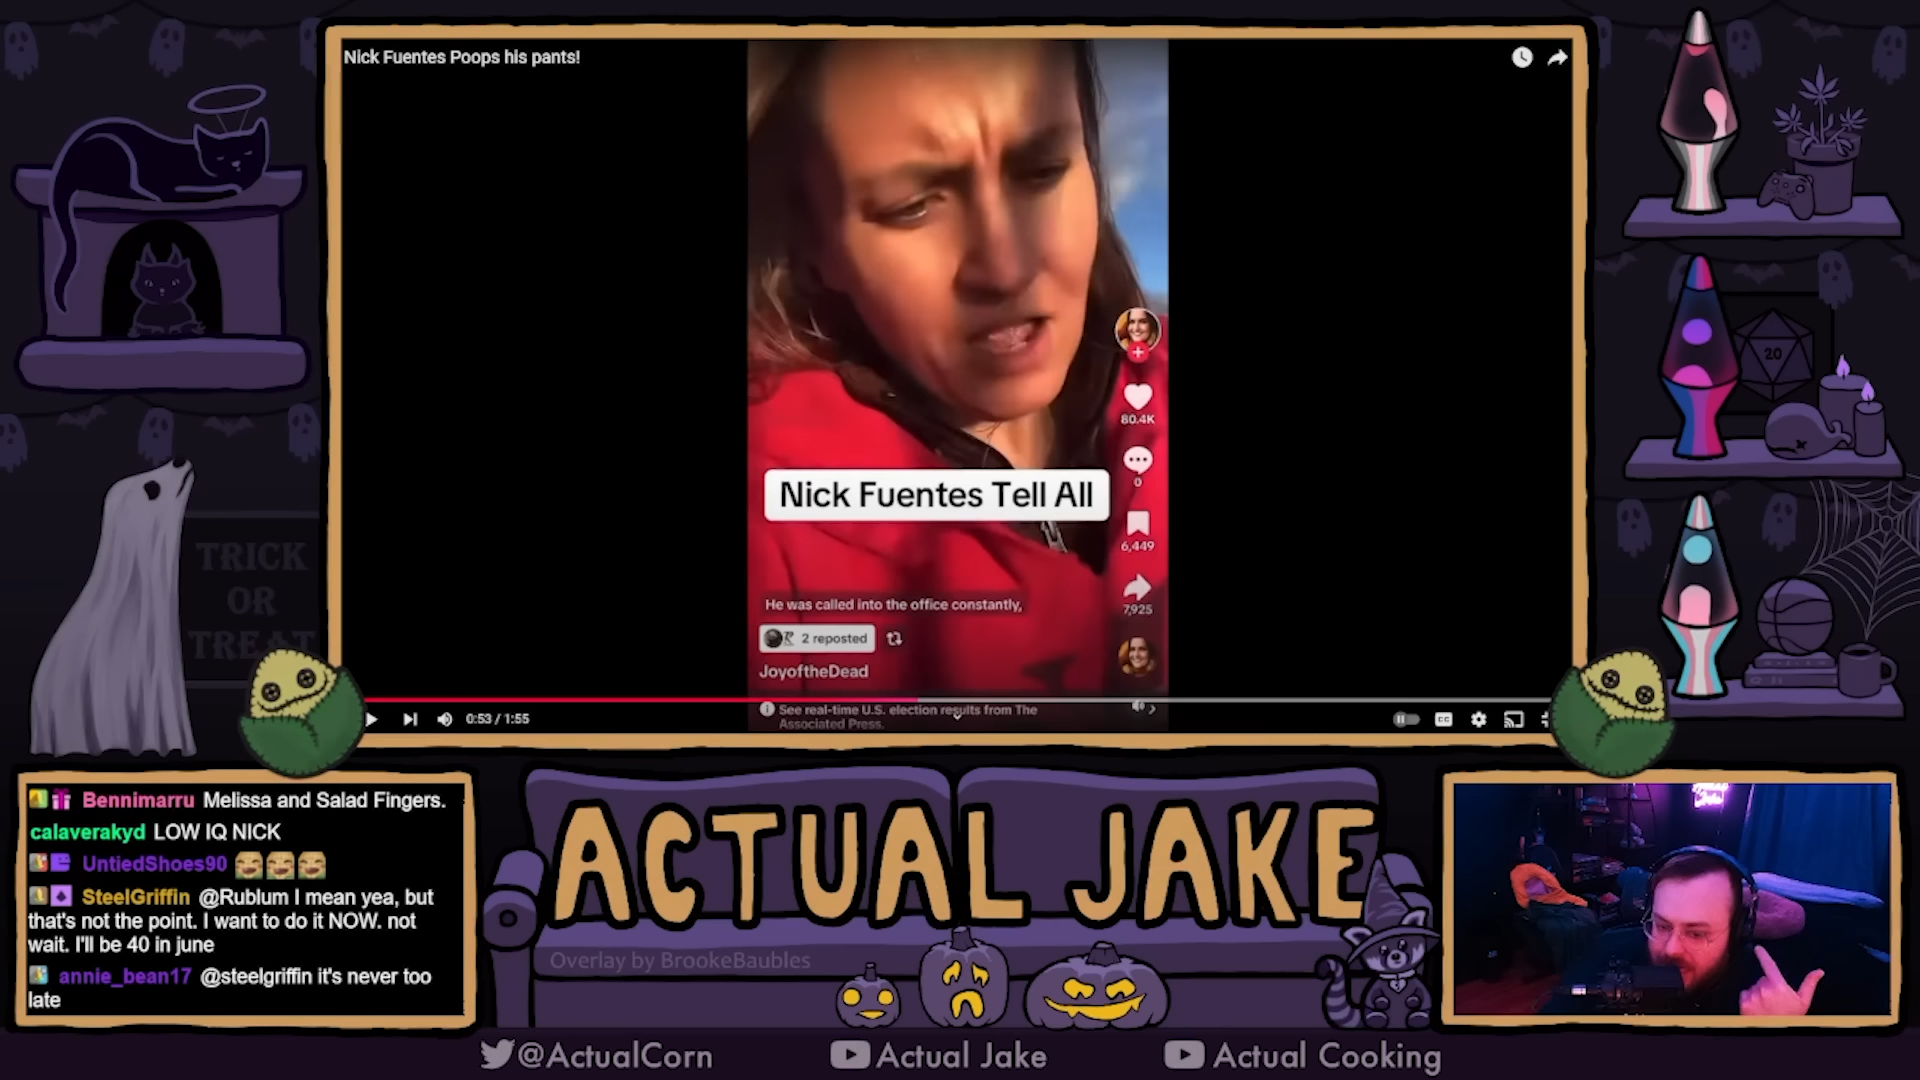 Nick Fuentes Poops his pants!
80.4K
0
Nick Fuentes Tell All
6,449
He was called into the office constantly,
7,925
2 reposted
JoyoftheDead
See real-time U.S. election results from The
Associated Press.
0:53 / 1:55
CC
20
TRICK
OR
TREAT
Bennimarru Melissa and Salad Fingers.
calaverakyd LOW IQ NICK
UntiedShoes90
SteelGriffin @Rublum I mean yea, but
that's not the point. I want to do it NOW. not
wait. I'll be 40 in june
annie_bean17 @steelgriffin it's never too
late
ACTUAL JAKE
Overlay by BrookeBaubles
@ActualCorn
Actual Jake
Actual Cooking